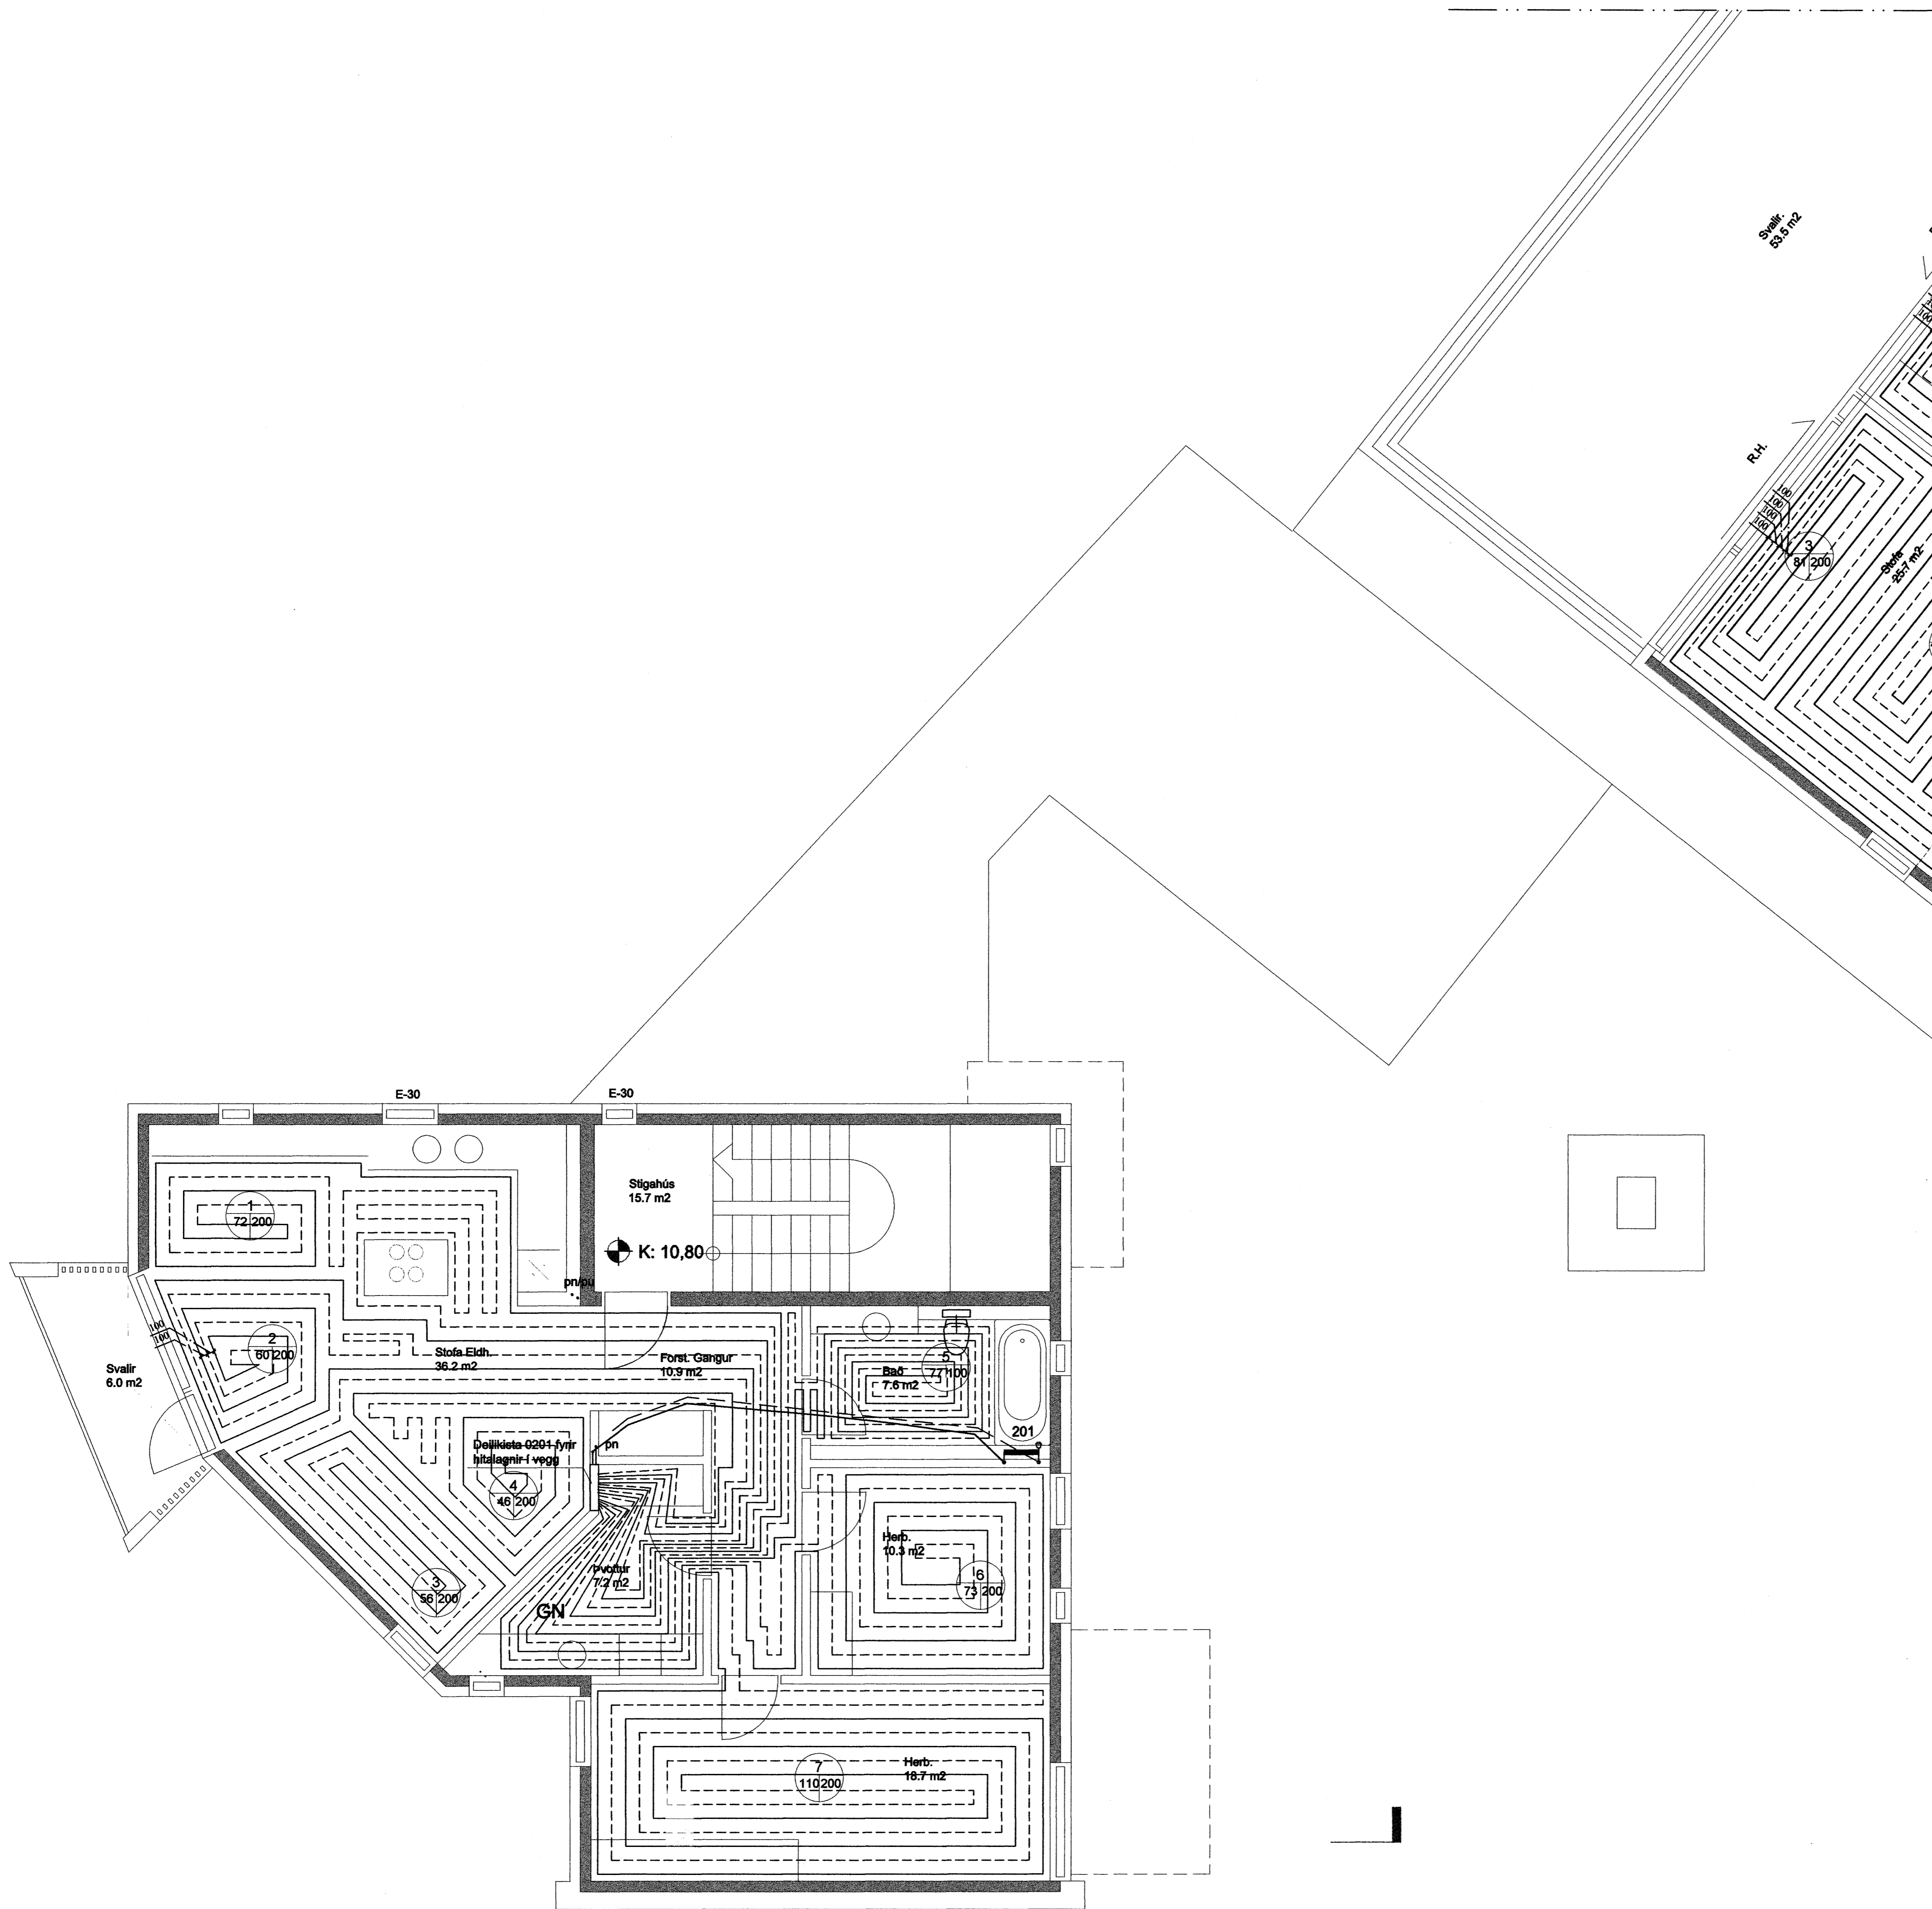 Svalir.
53.5 m2
100
R.H.
100
100
100
100
3
81 200
Stofa
25.7 m2
E-30
E-30
Stigahús
15.7 m2
K: 10,80
1
72 200
pn/pu
100
100
2
60 200
Svalir
6.0 m2
Stofa Eldh.
36.2 m2
Forst. Gangur
10.9 m2
Bað
7.6 m2
5
77 100
201
Deilikista 0201 fyrir
hitalagnir í vegg
pn
4
46 200
Herb.
10.3 m2
6
73 200
3
56 200
Þvottur
7.2 m2
GN
7
110 200
Herb.
18.7 m2